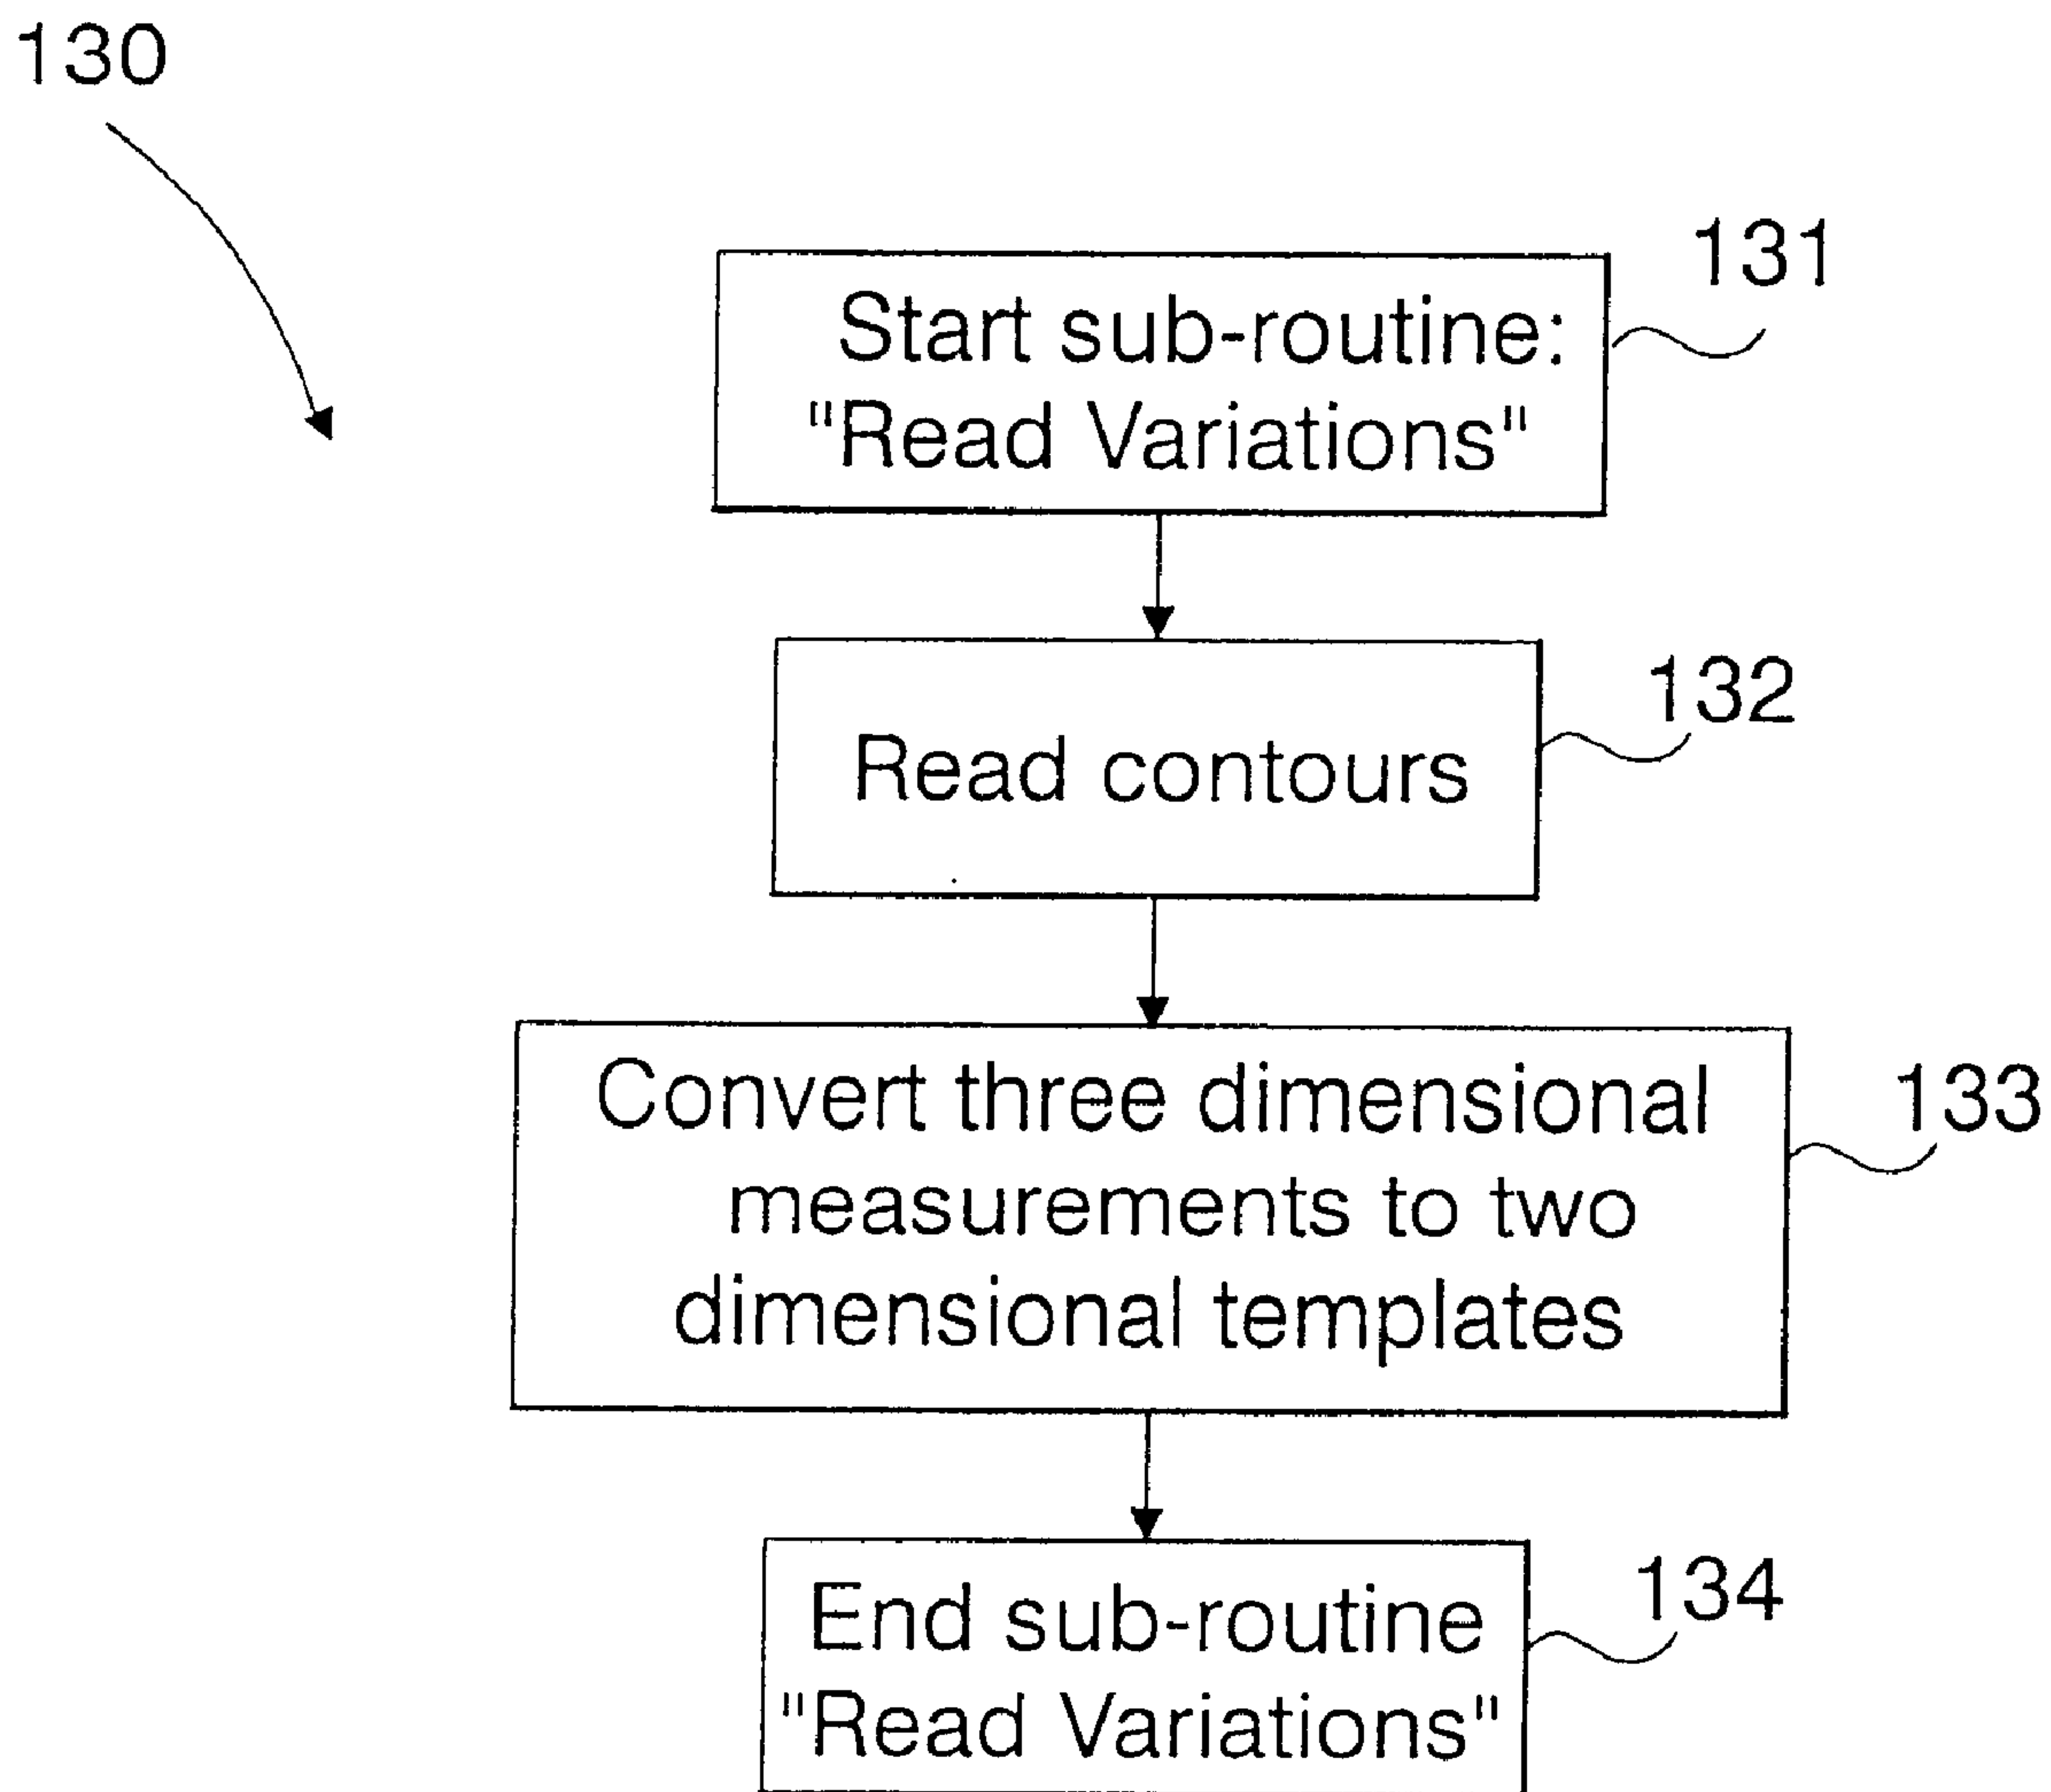 130
131
Start sub-routine:
"Read Variations"
132
Read contours
133
Convert three dimensional
measurements to two
dimensional templates
134
End sub-routine
"Read Variations"